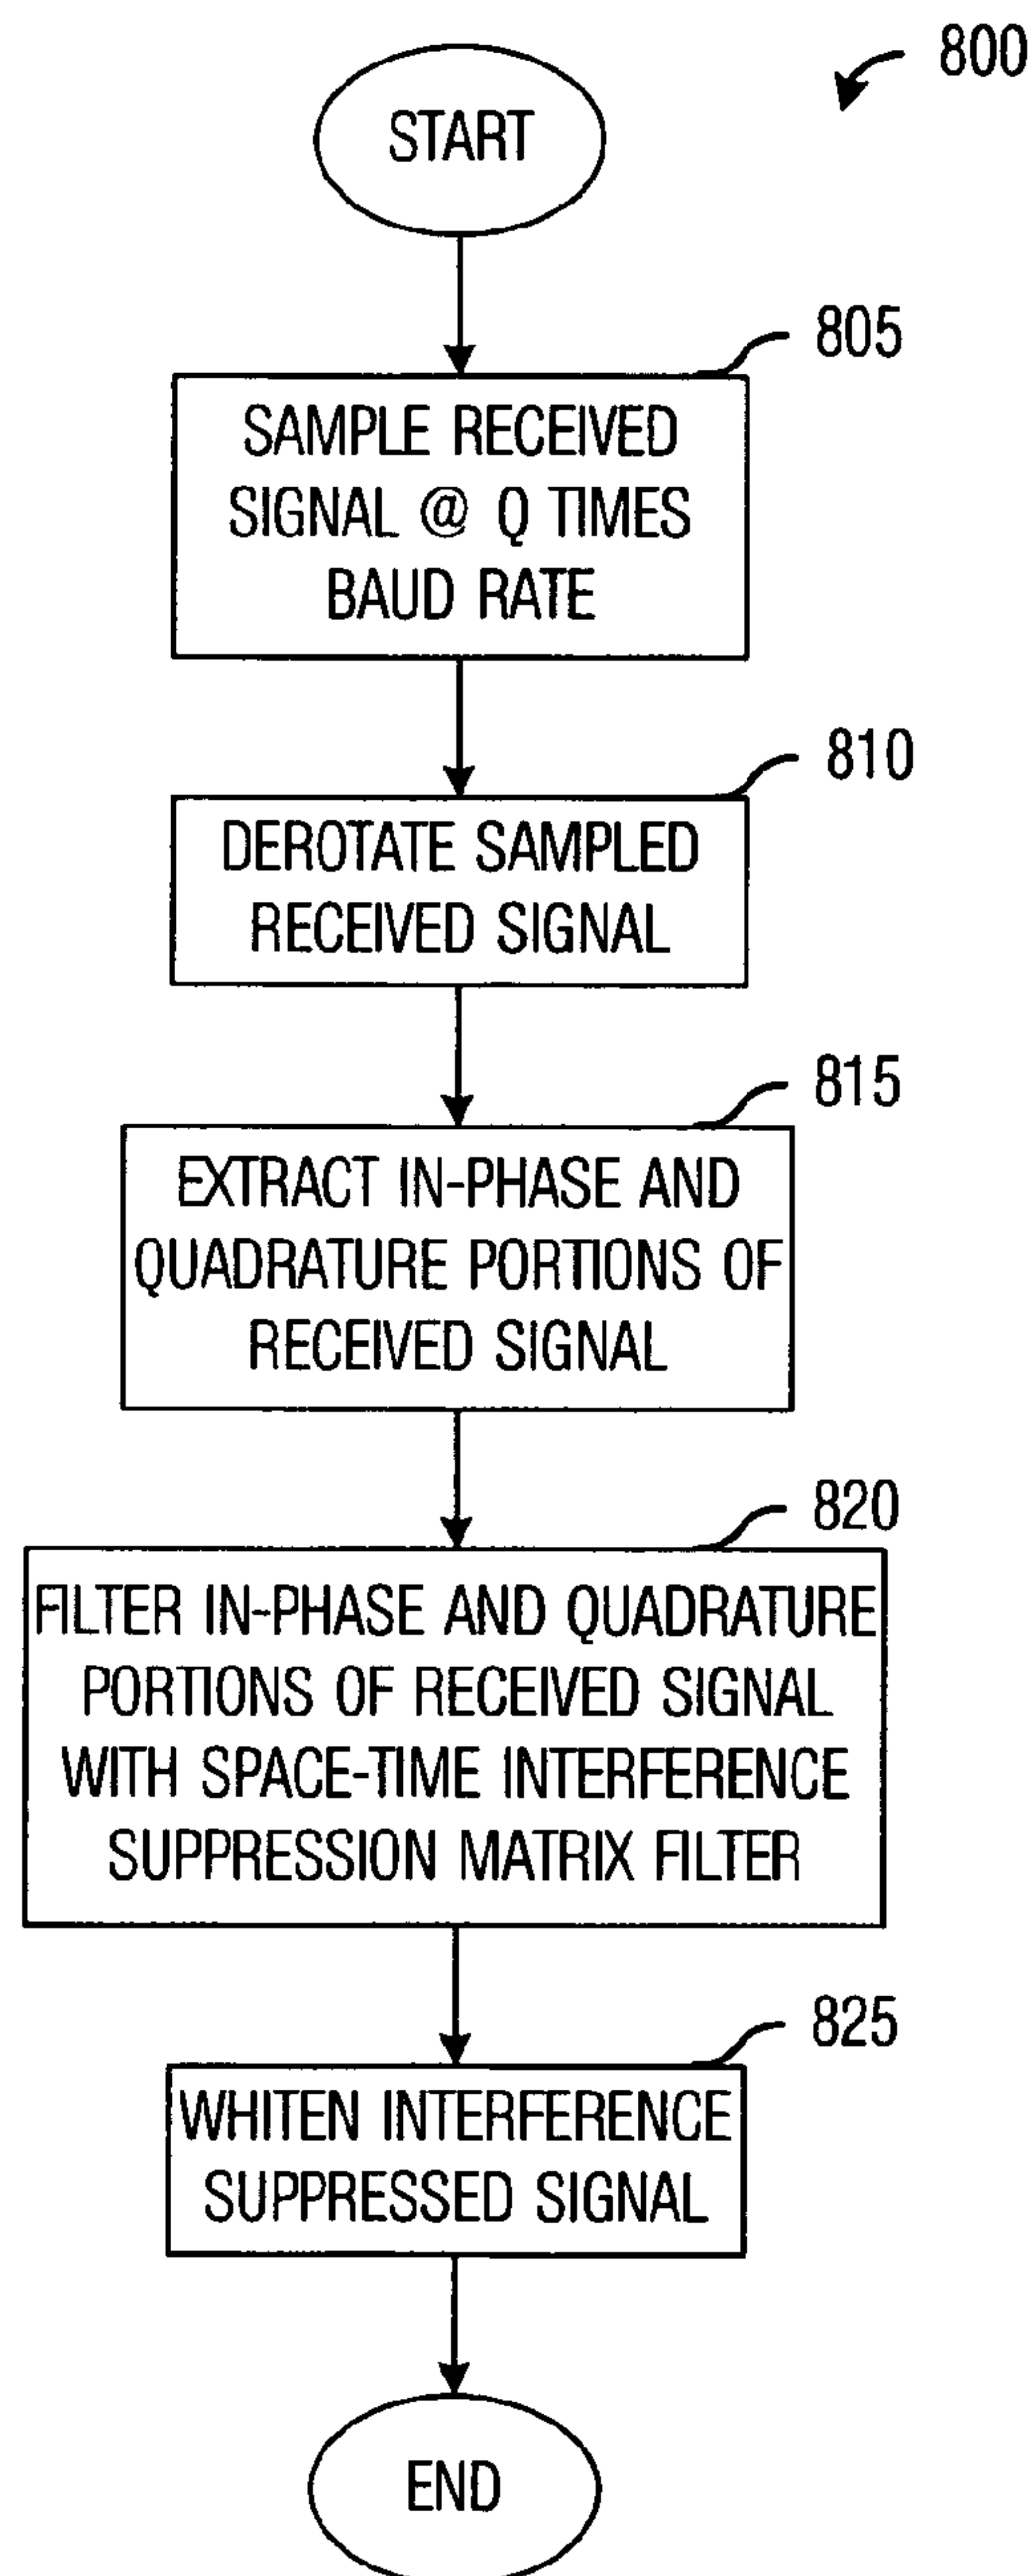 800
START
805
SAMPLE RECEIVED
SIGNAL @ Q TIMES
BAUD RATE
810
DEROTATE SAMPLED
RECEIVED SIGNAL
815
EXTRACT IN-PHASE AND
QUADRATURE PORTIONS OF
RECEIVED SIGNAL
820
FILTER IN-PHASE AND QUADRATURE
PORTIONS OF RECEIVED SIGNAL
WITH SPACE-TIME INTERFERENCE
SUPPRESSION MATRIX FILTER
825
WHITEN INTERFERENCE
SUPPRESSED SIGNAL
END